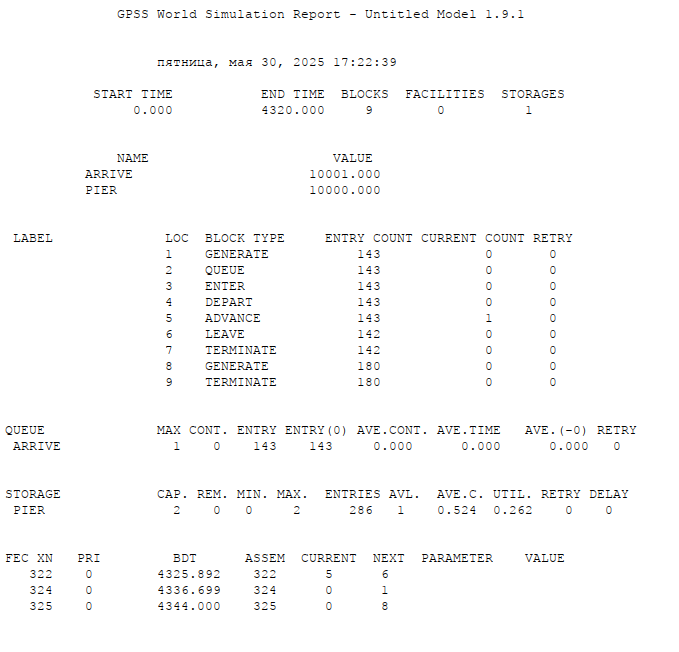 GPSS World Simulation Report - Untitled Model 1.9.1
пятница, мая 30, 2025 17:22:39
START TIME END TIME BLOCKS FACILITIES STORAGES
0.000 4320.000 9 0 1
NAME VALUE
ARRIVE 10001.000
PIER 10000.000
LABEL LOC BLOCK TYPE ENTRY COUNT CURRENT COUNT RETRY
1 GENERATE 143 0 0
2 QUEUE 143 0 0
3 ENTER 143 0 0
4 DEPART 143 0 0
5 ADVANCE 143 1 0
6 LEAVE 142 0 0
7 TERMINATE 142 0 0
8 GENERATE 180 0 0
9 TERMINATE 180 0 0
QUEUE MAX CONT. ENTRY ENTRY(0) AVE.CONT. AVE.TIME AVE.(-0) RETRY
ARRIVE 1 0 143 143 0.000 0.000 0.000 0
STORAGE CAP. REM. MIN. MAX. ENTRIES AVL. AVE.C. UTIL. RETRY DELAY
PIER 2 0 0 2 286 1 0.524 0.262 0 0
FEC XN PRI BDT ASSEM CURRENT NEXT PARAMETER VALUE
322 0 4325.892 322 5 6
324 0 4336.699 324 0 1
325 0 4344.000 325 0 8